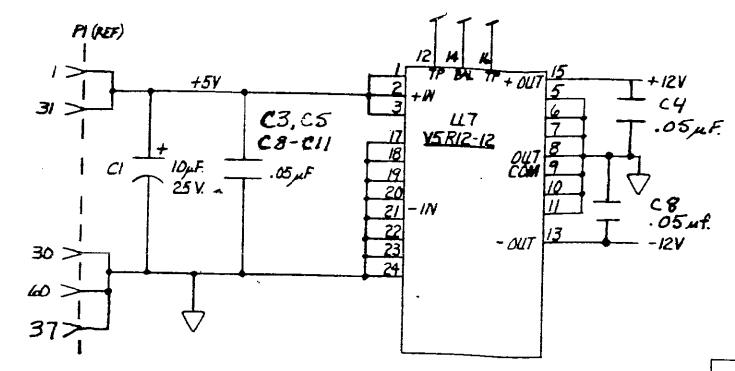 P1 (REF)
1
31
30
60
37
+5V
C1
+
10µF.
25V.
C3, C5
C8-C11
.05µF
12 14 16
TP BAL TP
1
2
3
+IN
17
18
19
20
21
22
23
24
-IN
U7
V5R12-12
+OUT
15
5
6
7
8
OUT
COM
9
10
11
-OUT
13
+12V
C4
.05µF.
C8
.05µf.
-12V